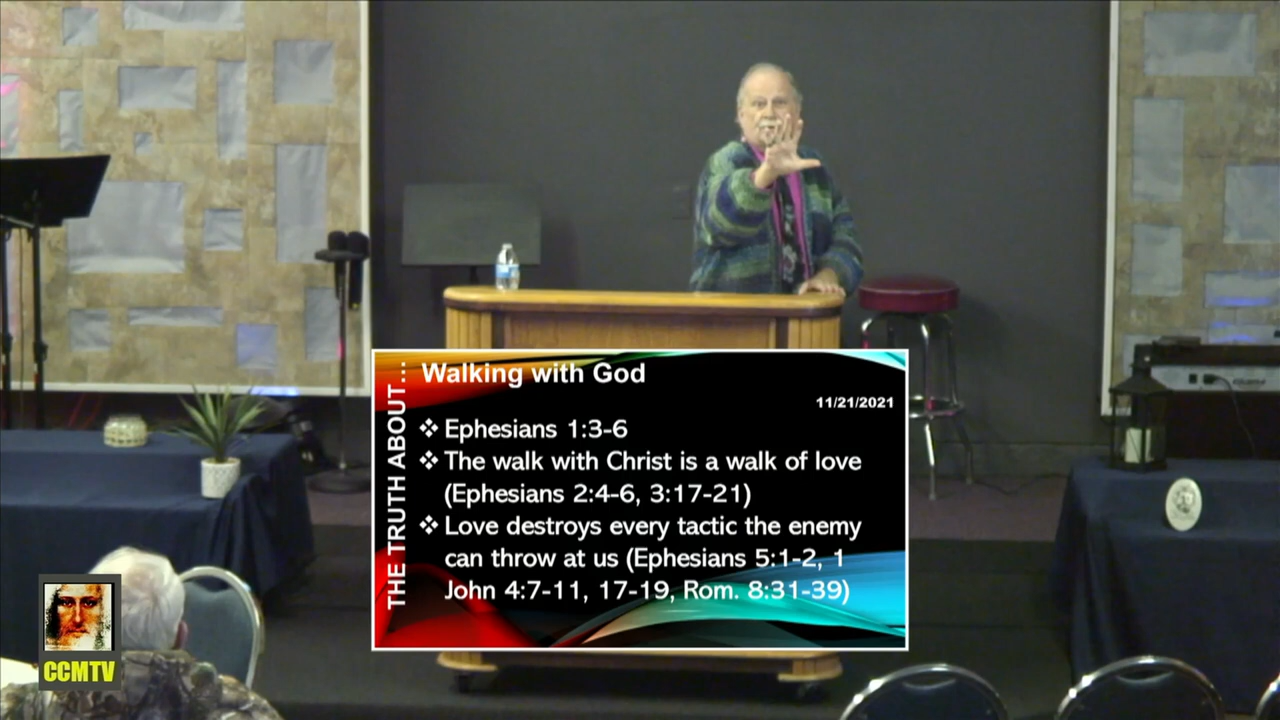 THE TRUTH ABOUT...
Walking with God
11/21/2021
❖ Ephesians 1:3-6
❖ The walk with Christ is a walk of love
(Ephesians 2:4-6, 3:17-21)
❖ Love destroys every tactic the enemy
can throw at us (Ephesians 5:1-2, 1
John 4:7-11, 17-19, Rom. 8:31-39)
CCMTV